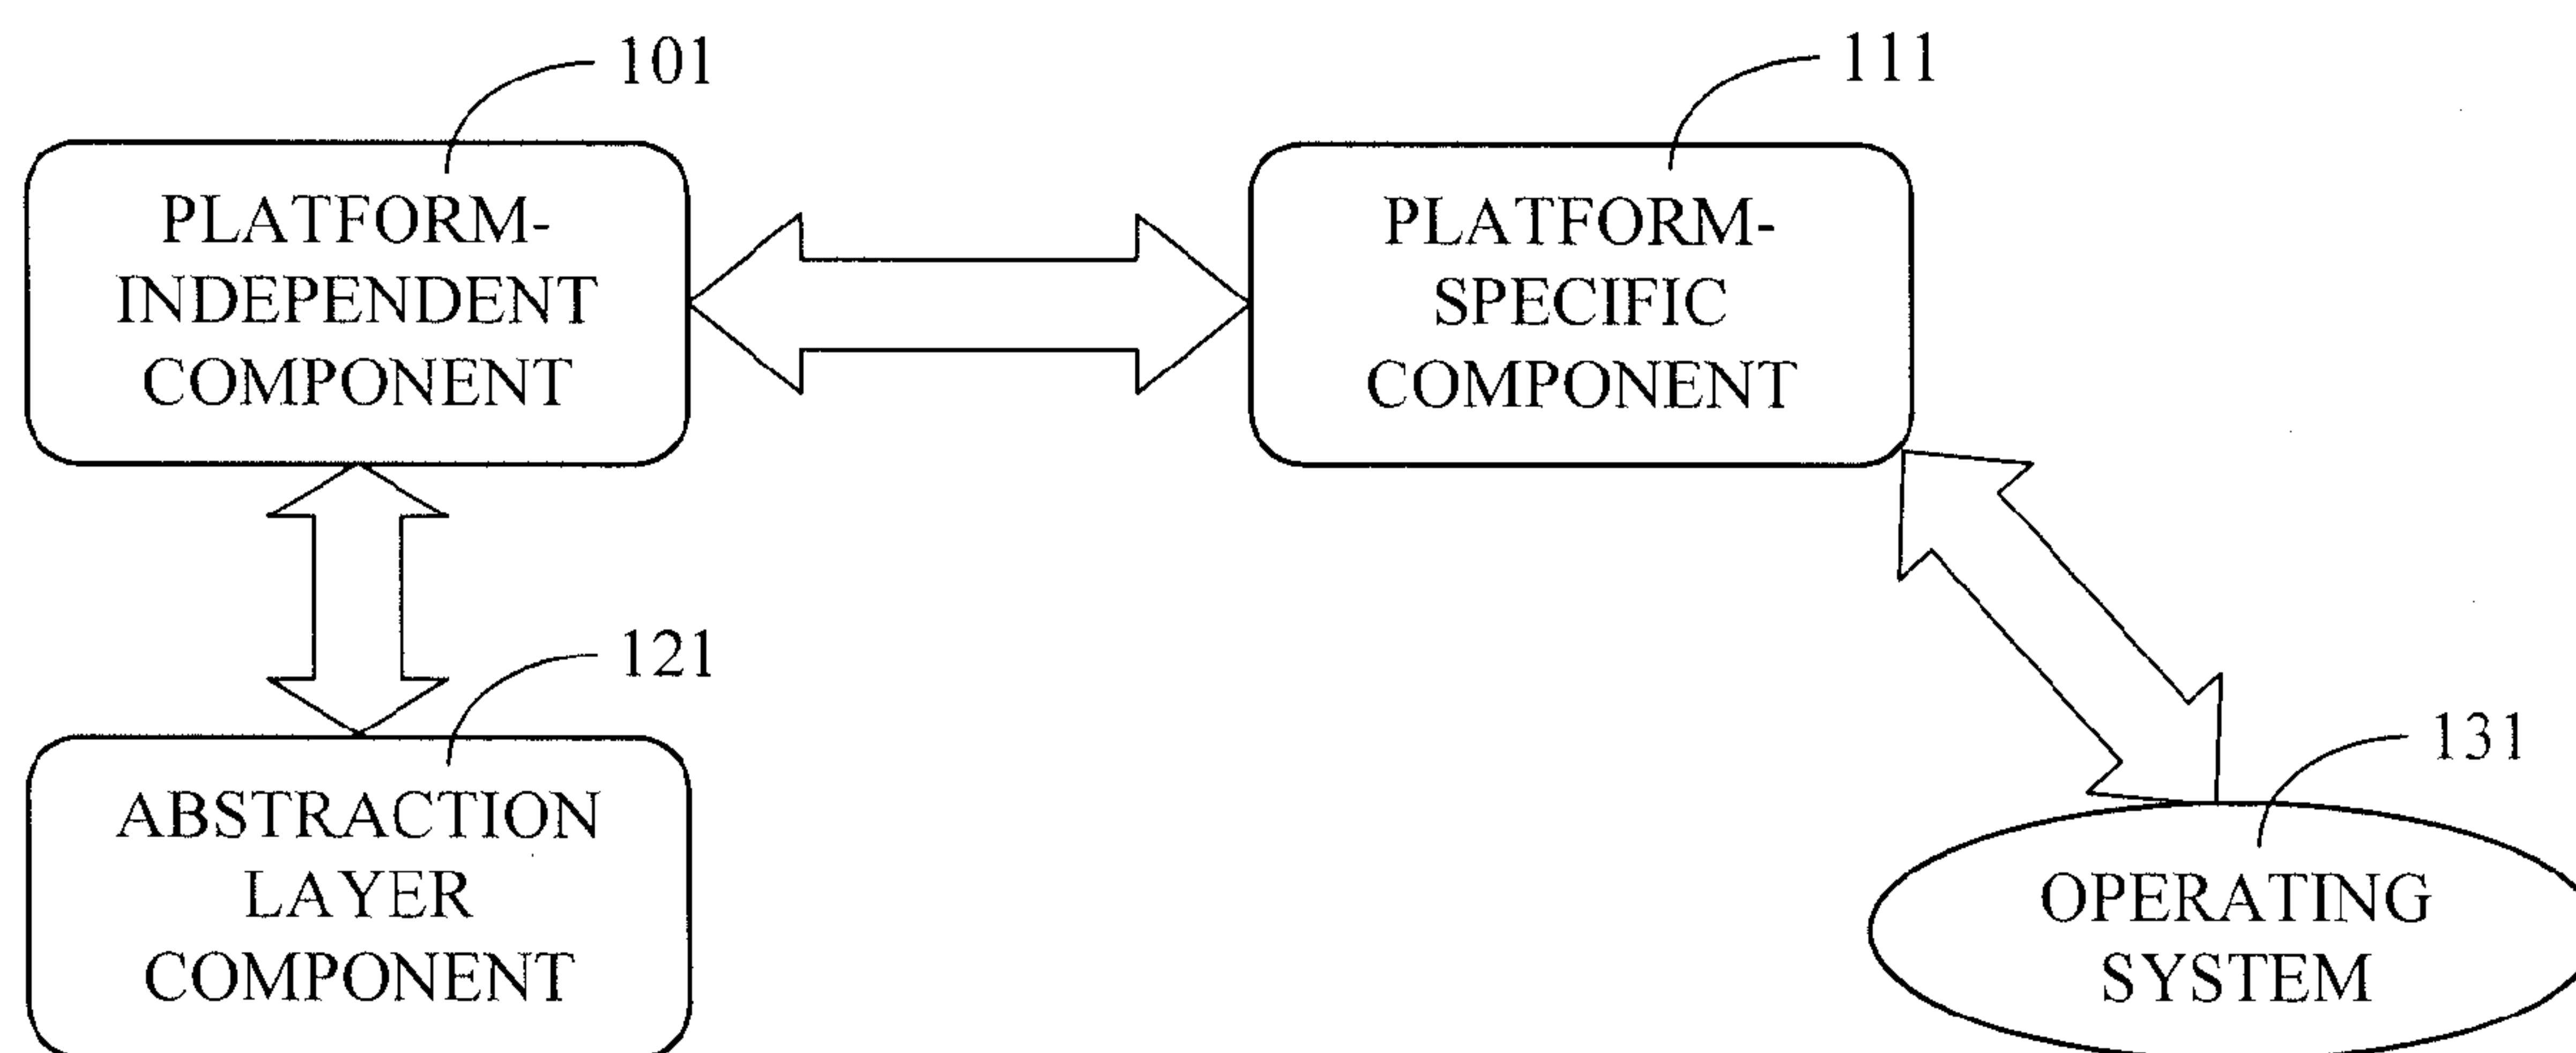 101
PLATFORM-
INDEPENDENT
COMPONENT
111
PLATFORM-
SPECIFIC
COMPONENT
121
ABSTRACTION
LAYER
COMPONENT
131
OPERATING
SYSTEM